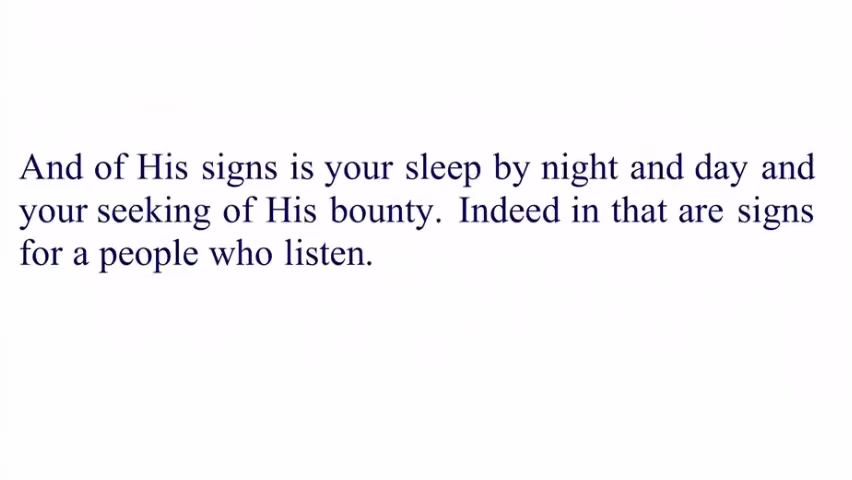 And of His signs is your sleep by night and day and
your seeking of His bounty. Indeed in that are signs
for a people who listen.